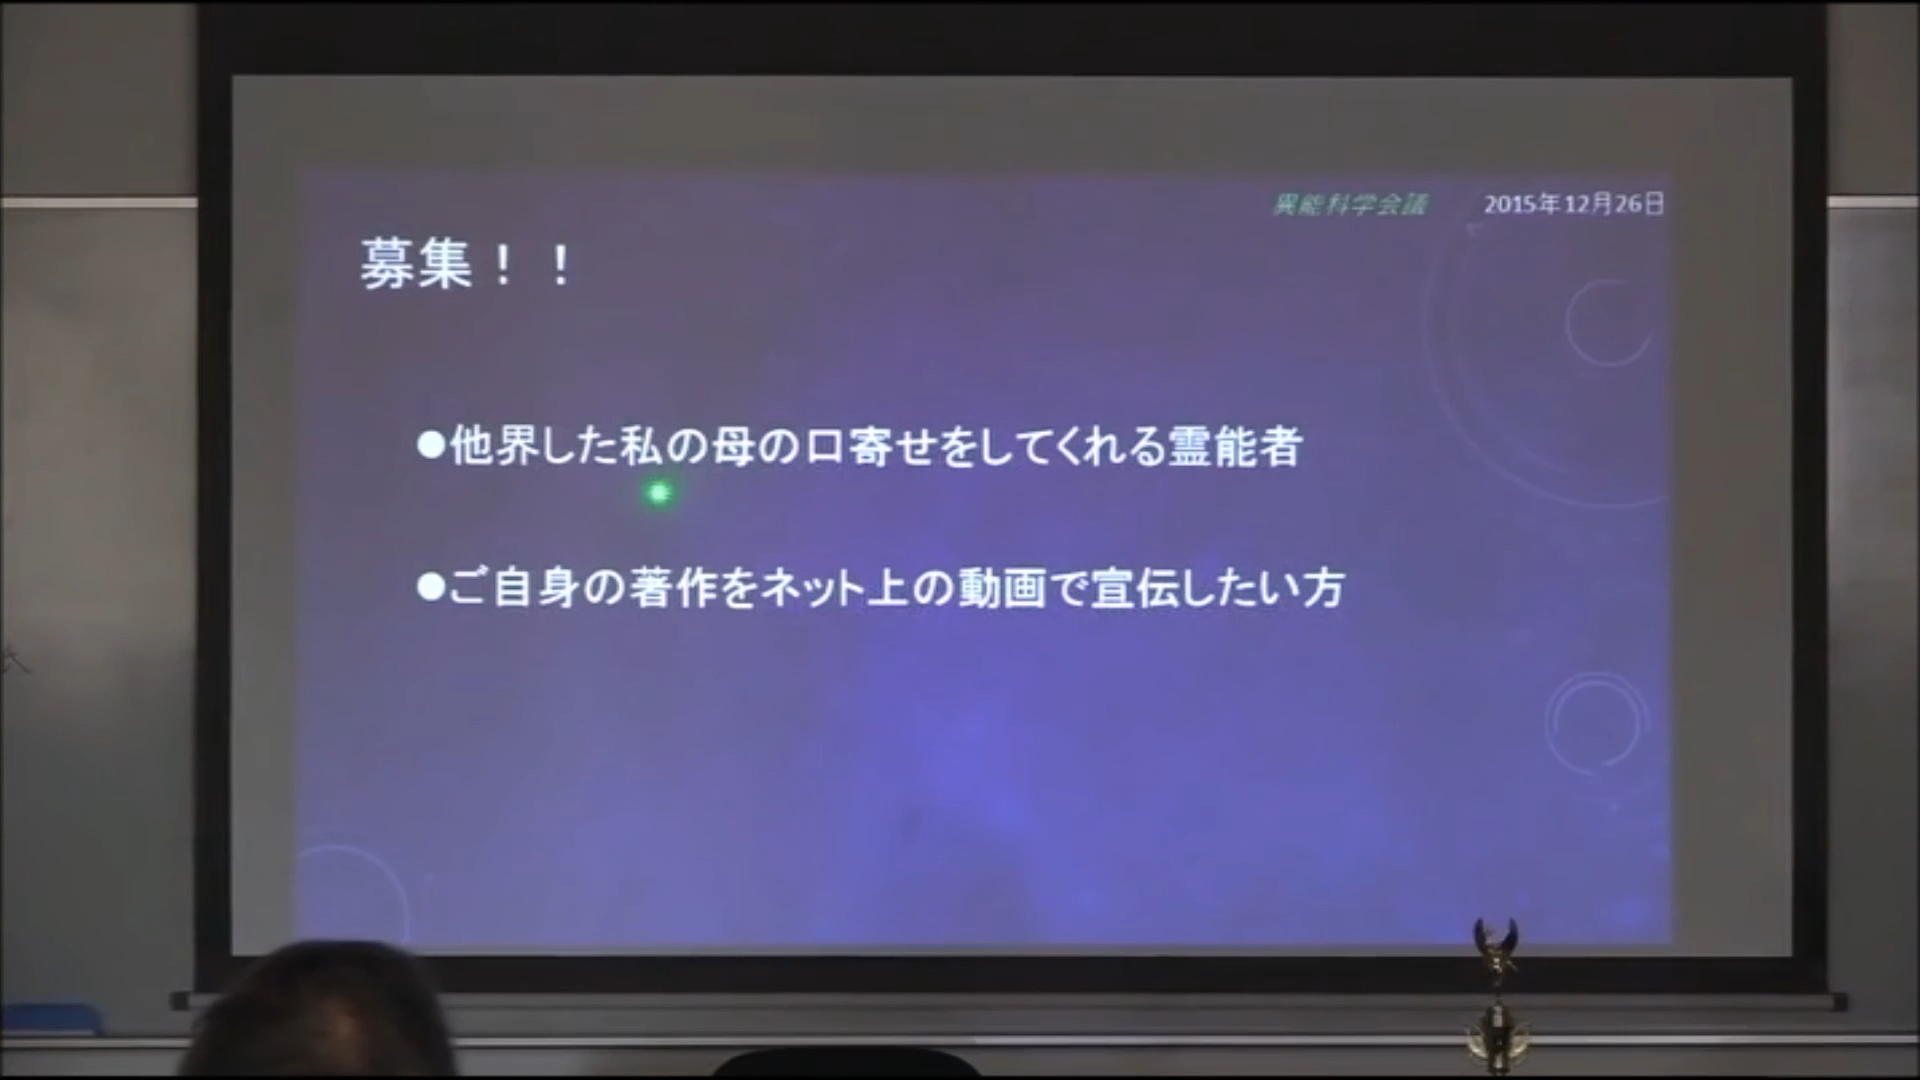 異能科学会議 2015年12月26日
募集！！
●他界した私の母の口寄せをしてくれる霊能者
●ご自身の著作をネット上の動画で宣伝したい方